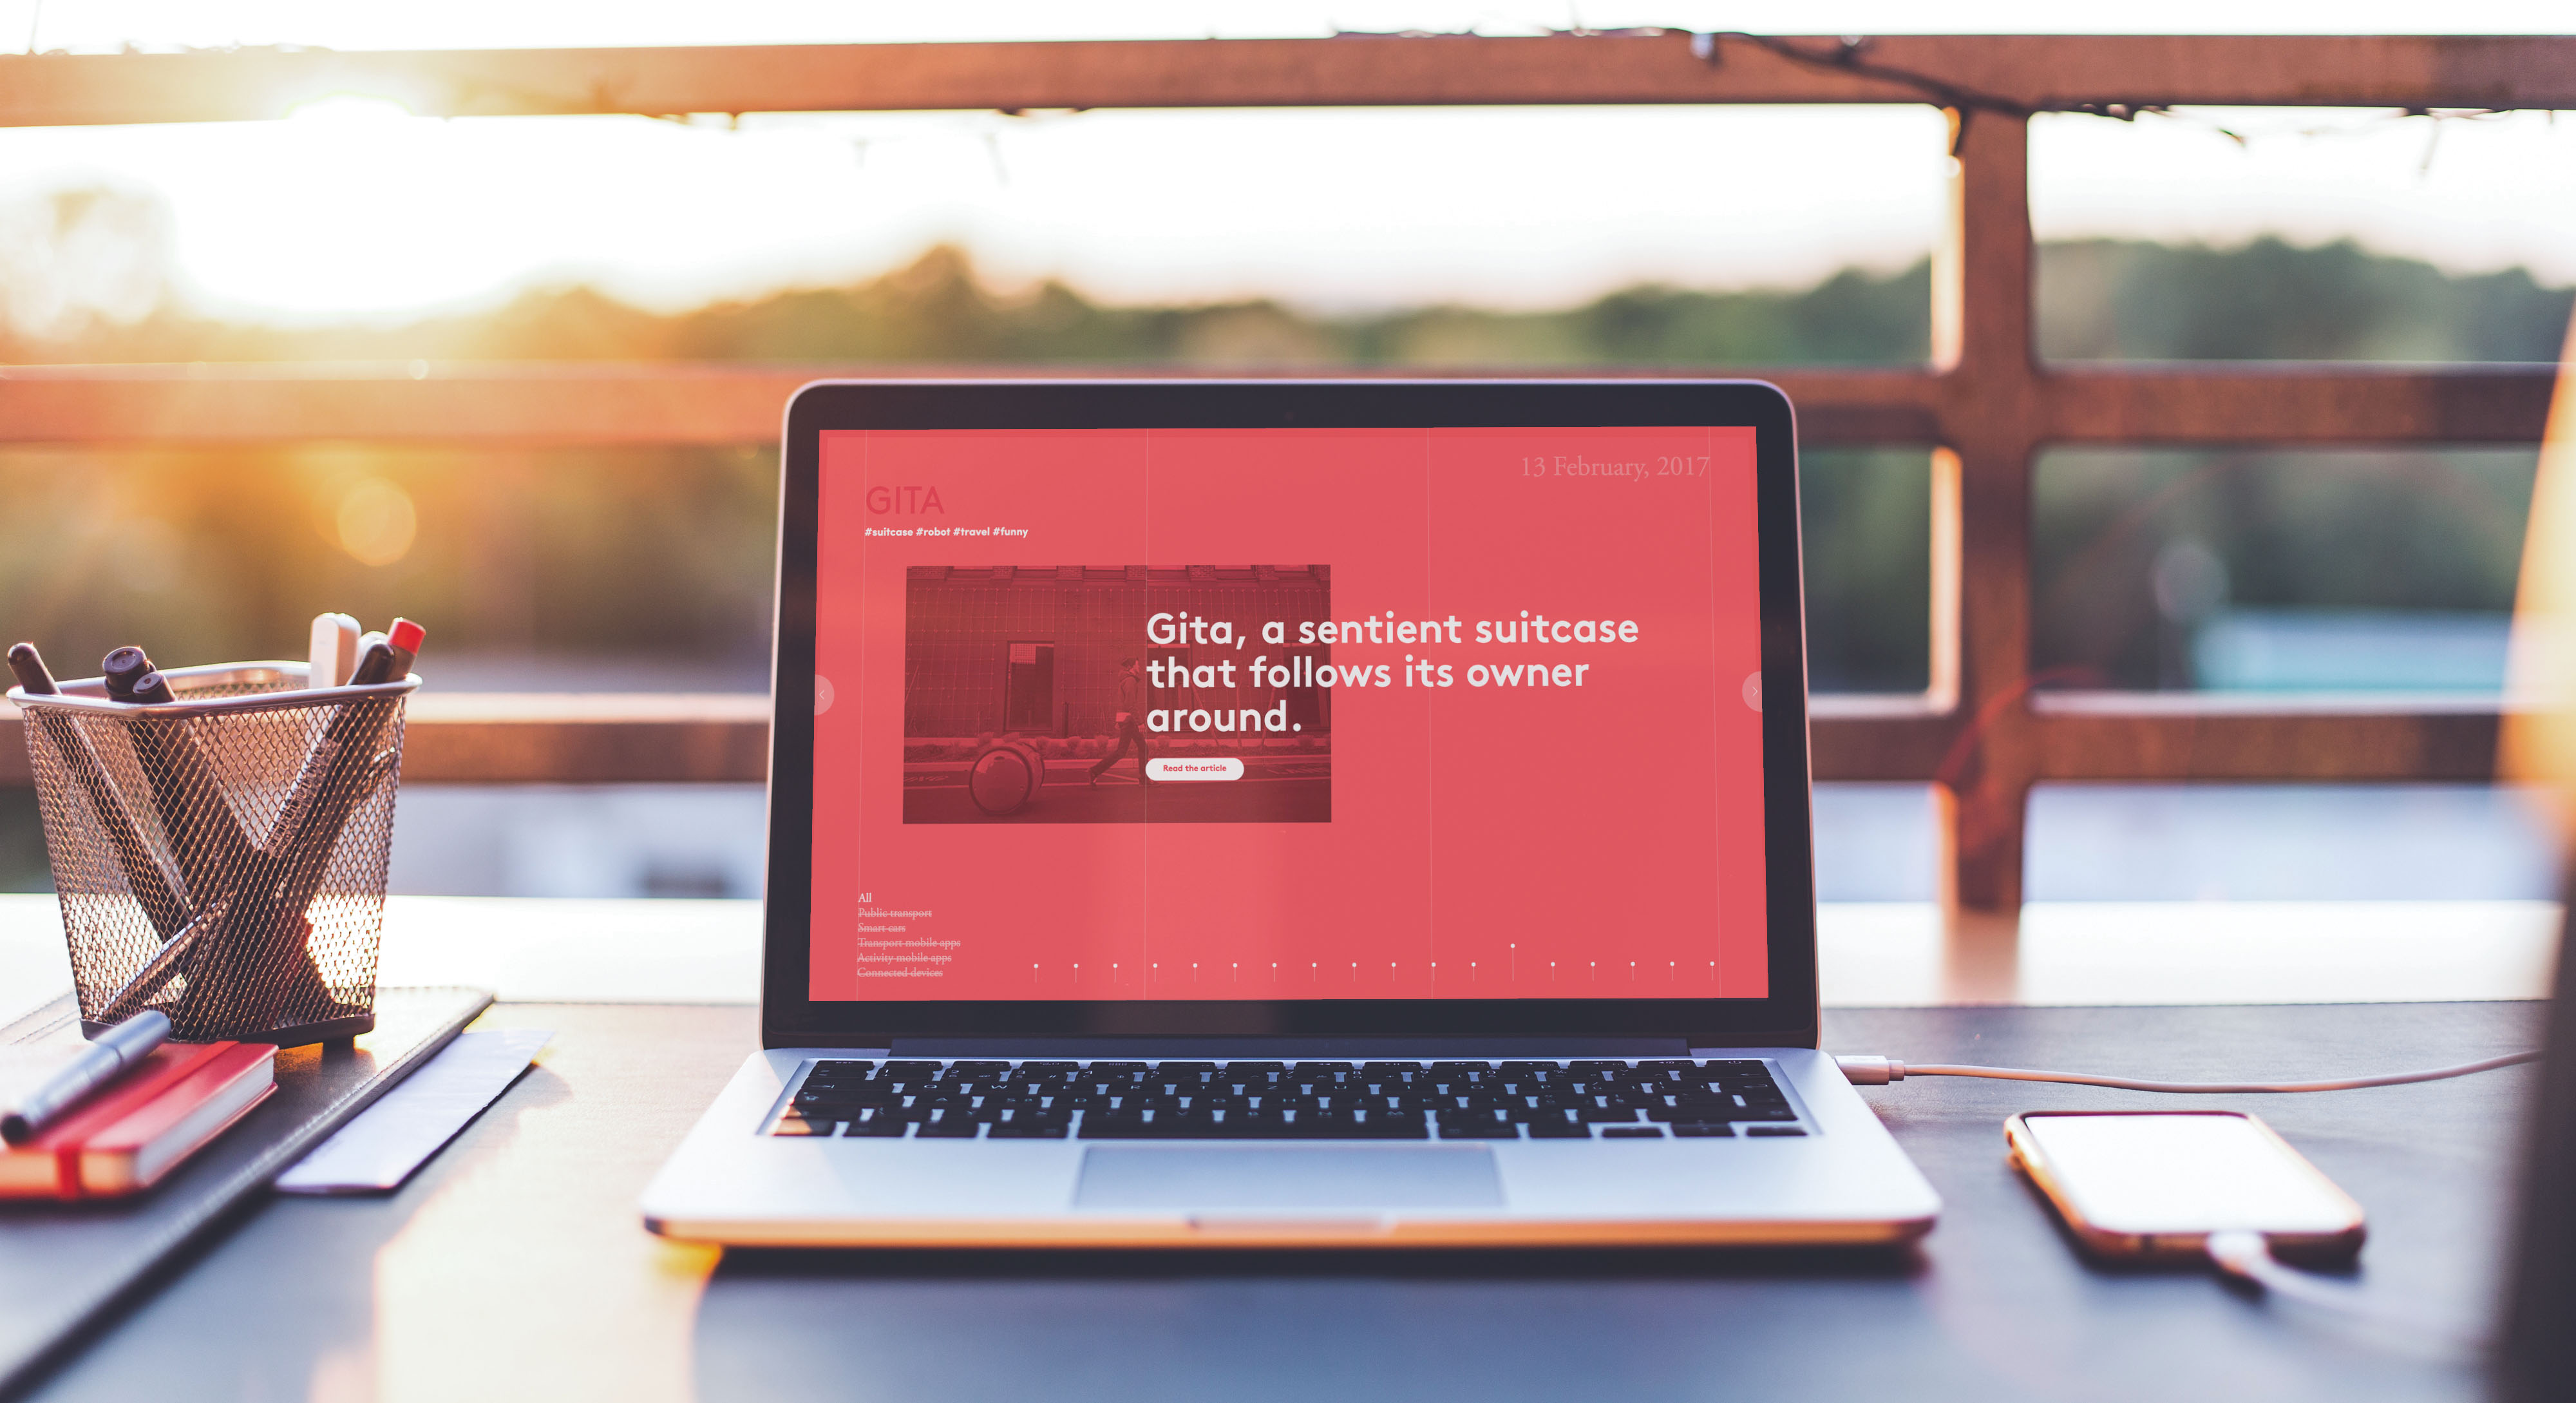 13 February, 2017
GITA
#suitcase #robot #travel #funny
Gita, a sentient suitcase
that follows its owner
around.
Read the article
All
Public transport
Smart cars
Transport mobile apps
Activity mobile apps
Connected devices